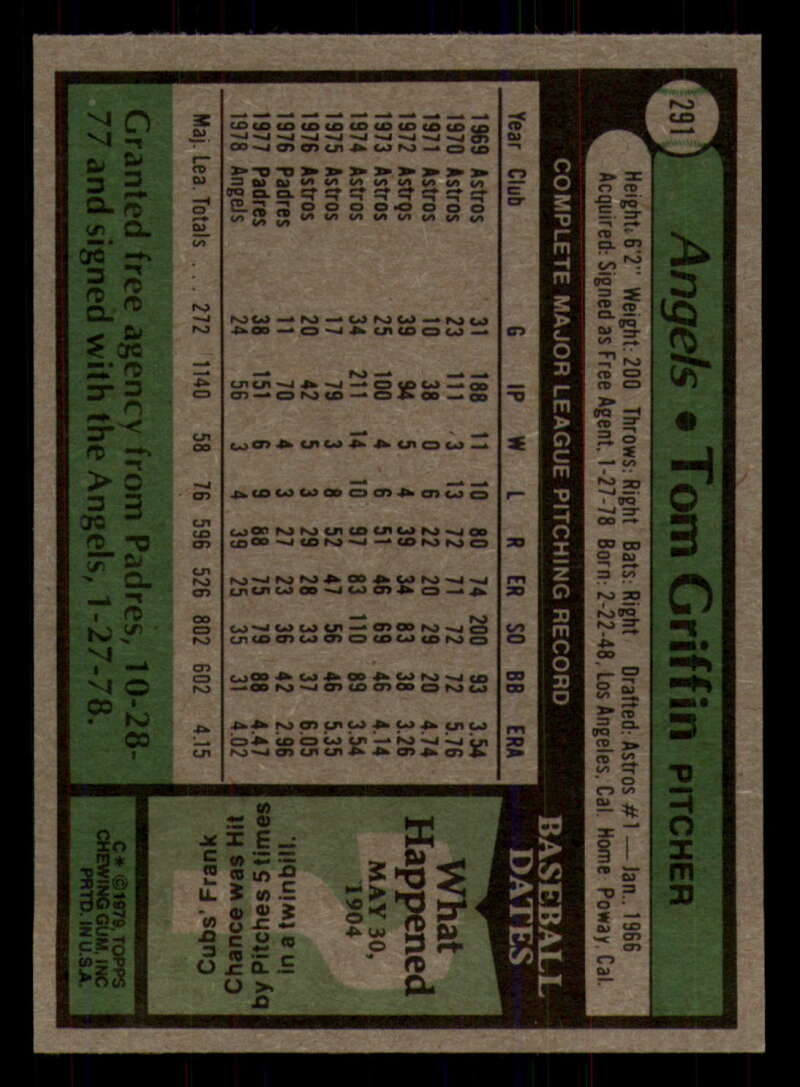 291
Angels • Tom Griffin PITCHER
Height: 6'2" Weight: 200 Throws: Right Bats: Right Drafted: Astros #1 — Jan., 1966
Acquired: Signed as Free Agent, 1-27-78 Born: 2-22-48, Los Angeles, Cal. Home Poway, Cal.
COMPLETE MAJOR LEAGUE PITCHING RECORD
Year Club G IP W L R ER SO BB ERA
1969 Astros 31 188 11 10 80 74 200 93 3.54
1970 Astros 23 111 3 13 72 71 72 72 5.76
1971 Astros 10 38 0 6 22 20 29 20 4.74
1972 Astros 39 94 5 4 39 34 83 38 3.26
1973 Astros 25 100 4 6 51 46 69 46 4.14
1974 Astros 34 211 14 10 97 83 110 89 3.54
1975 Astros 17 79 3 8 52 47 56 46 5.35
1976 Astros 20 42 5 3 29 28 33 37 6.05
1976 Padres 11 70 4 3 27 23 36 42 2.96
1977 Padres 38 151 6 9 88 75 79 88 4.47
1978 Angels 24 56 3 4 39 25 35 31 4.02
Maj. Lea. Totals . . . 272 1140 58 76 596 526 802 602 4.15
Granted free agency from Padres, 10-28-
77 and signed with the Angels, 1-27-78.
BASEBALL
DATES
What
Happened
MAY 30,
1904
Cubs' Frank
Chance was Hit
by Pitches 5 times
in a twinbill.
C* ©1979, TOPPS
CHEWING GUM, INC
PRTD. IN U.S.A.